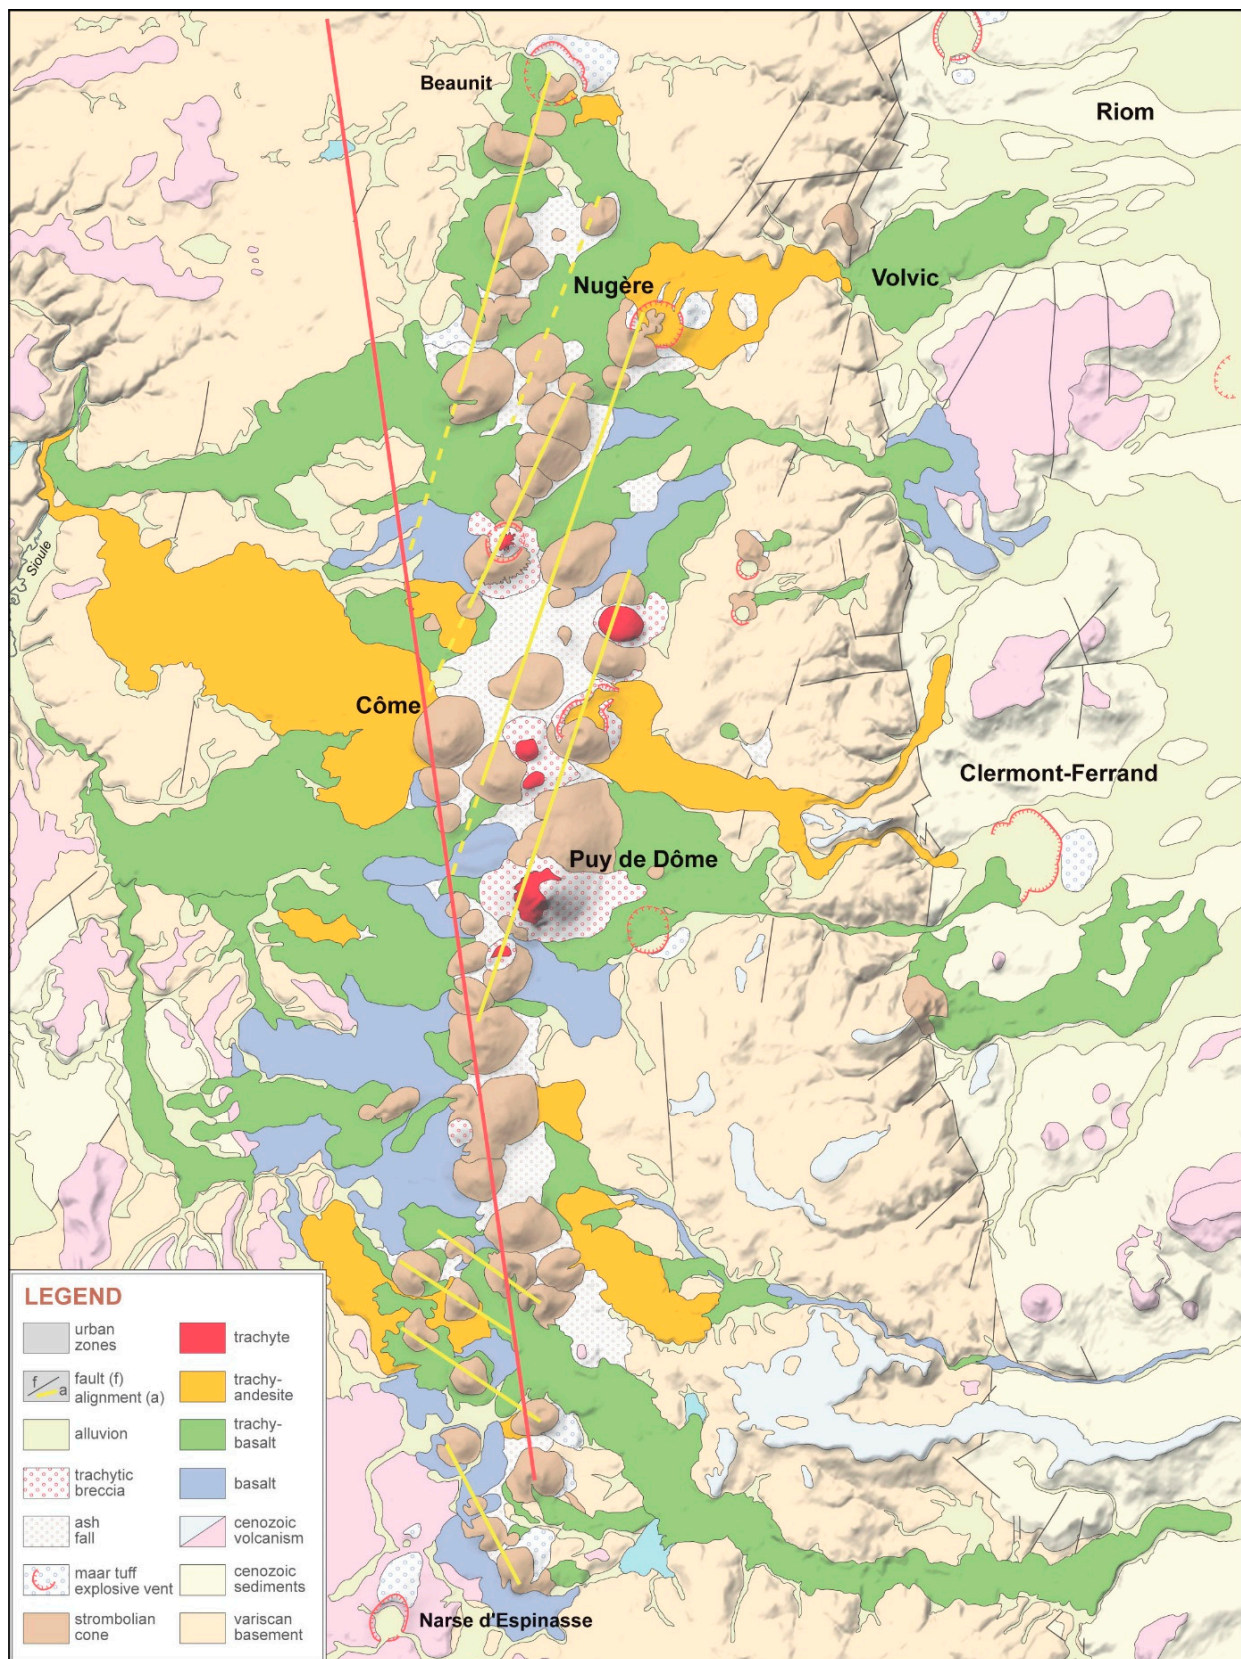 Beaunit
Riom
Nugère
Volvic
Sioule
Côme
Clermont-Ferrand
Puy de Dôme
LEGEND
urban
zones
trachyte
f
a
fault (f)
alignment (a)
trachy-
andesite
alluvion
trachy-
basalt
trachytic
breccia
basalt
ash
fall
cenozoic
volcanism
maar tuff
explosive vent
cenozoic
sediments
strombolian
cone
variscan
basement
Narse d'Espinasse